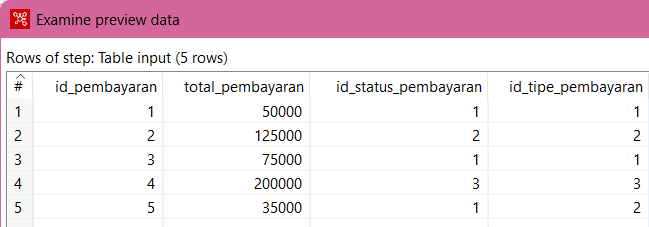 Examine preview data
Rows of step: Table input (5 rows)
# id_pembayaran total_pembayaran id_status_pembayaran id_tipe_pembayaran
1 1 50000 1 1
2 2 125000 2 2
3 3 75000 1 1
4 4 200000 3 3
5 5 35000 1 2